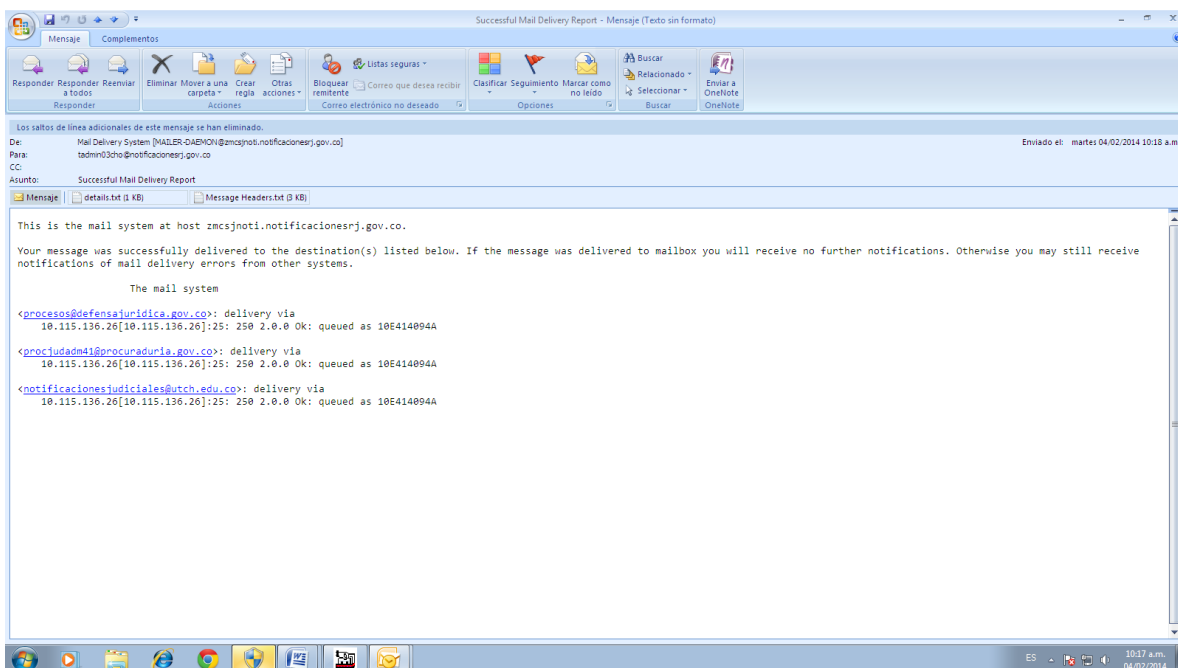 Successful Mail Delivery Report - Mensaje (Texto sin formato)
Mensaje Complementos
Responder Responder a todos Reenviar
Eliminar Mover a una carpeta Crear regla Otras acciones
Bloquear remitente Listas seguras Correo que desea recibir
Clasificar Seguimiento Marcar como no leído
Buscar Relacionado Seleccionar
Enviar a OneNote
Responder Acciones Correo electrónico no deseado Opciones Buscar OneNote
Los saltos de línea adicionales de este mensaje se han eliminado.
De: Mail Delivery System [MAILER-DAEMON@zmcsjnoti.notificacionesrj.gov.co] Enviado el: martes 04/02/2014 10:18 a.m
Para: tadmin03cho@notificacionesrj.gov.co
CC:
Asunto: Successful Mail Delivery Report
Mensaje details.txt (1 KB) Message Headers.txt (3 KB)
This is the mail system at host zmcsjnoti.notificacionesrj.gov.co.
Your message was successfully delivered to the destination(s) listed below. If the message was delivered to mailbox you will receive no further notifications. Otherwise you may still receive
notifications of mail delivery errors from other systems.
The mail system
<procesos@defensajuridica.gov.co>: delivery via
10.115.136.26[10.115.136.26]:25: 250 2.0.0 Ok: queued as 10E414094A
<procjudadm41@procuraduria.gov.co>: delivery via
10.115.136.26[10.115.136.26]:25: 250 2.0.0 Ok: queued as 10E414094A
<notificacionesjudiciales@utch.edu.co>: delivery via
10.115.136.26[10.115.136.26]:25: 250 2.0.0 Ok: queued as 10E414094A
ES 10:17 a.m.
04/02/2014